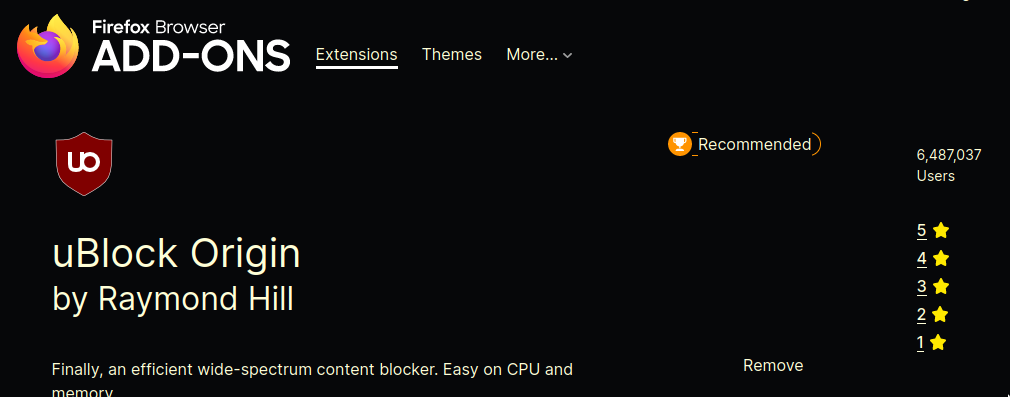 Firefox Browser
ADD-ONS
Extensions Themes More...
uo
Recommended
6,487,037
Users
uBlock Origin
by Raymond Hill
5
4
3
2
1
Finally, an efficient wide-spectrum content blocker. Easy on CPU and
memory.
Remove